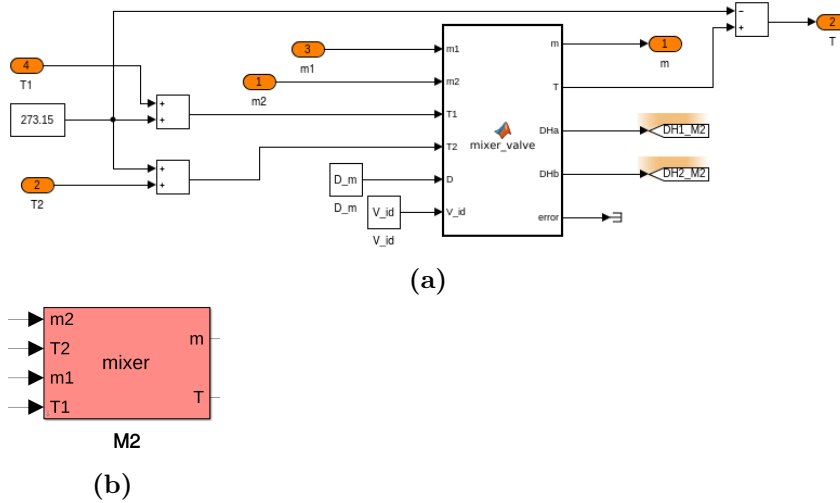 4
T1
273.15
2
T2
3
m1
1
m2
+
+
+
+
D_m
D_m
V_id
V_id
m1
m2
T1
T2
D
V_id
mixer_valve
m
T
DHa
DHb
error
1
m
DH1_M2
DH2_M2
−
+
2
T
(a)
m2
T2
m1
T1
mixer
m
T
M2
(b)